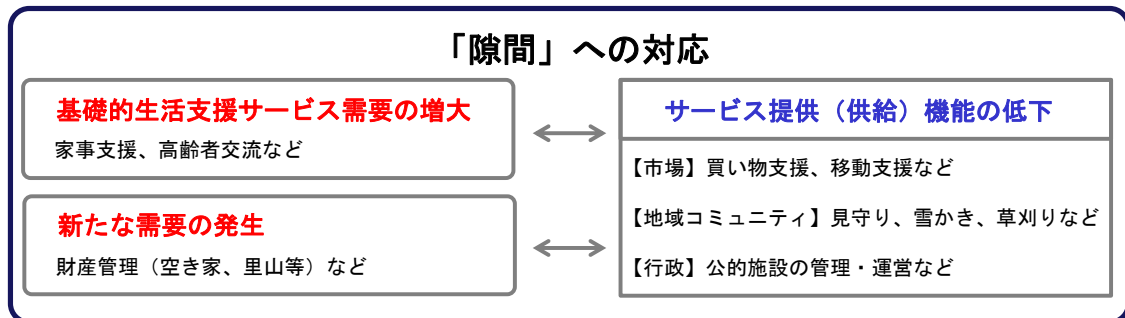 「隙間」への対応
基礎的生活支援サービス需要の増大
家事支援、高齢者交流など
新たな需要の発生
財産管理（空き家、里山等）など
サービス提供（供給）機能の低下
【市場】買い物支援、移動支援など
【地域コミュニティ】見守り、雪かき、草刈りなど
【行政】公的施設の管理・運営など